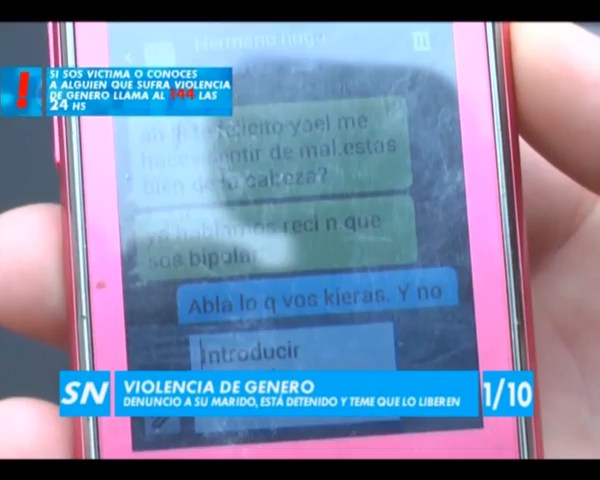 Hermano hugo
SI SOS VICTIMA O CONOCES
A ALGUIEN QUE SUFRA VIOLENCIA
DE GENERO LLAMA AL 144 LAS
24 HS
yael me
de mal.estas
bien de la cabeza?
ya hablamos reci n que
sos bipolar
Abla lo q vos kieras. Y no
Introducir
SN
VIOLENCIA DE GENERO
DENUNCIO A SU MARIDO, ESTÁ DETENIDO Y TEME QUE LO LIBEREN
1/10